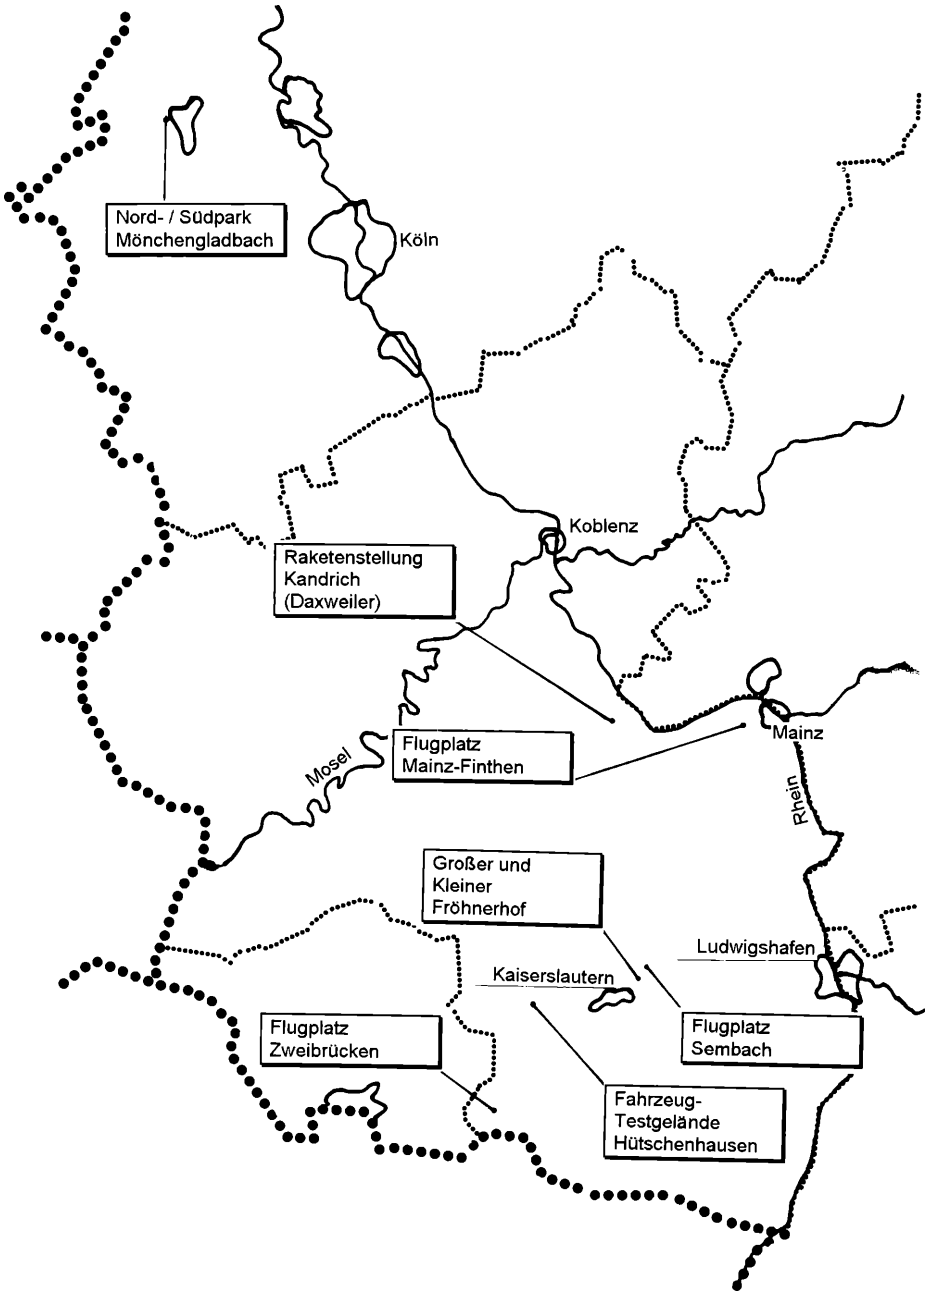 Nord- / Südpark
Mönchengladbach
Köln
Koblenz
Raketenstellung
Kandrich
(Daxweiler)
Mainz
Flugplatz
Mainz-Finthen
Mosel
Rhein
Großer und
Kleiner
Fröhnerhof
Ludwigshafen
Kaiserslautern
Flugplatz
Zweibrücken
Flugplatz
Sembach
Fahrzeug-
Testgelände
Hütschenhausen